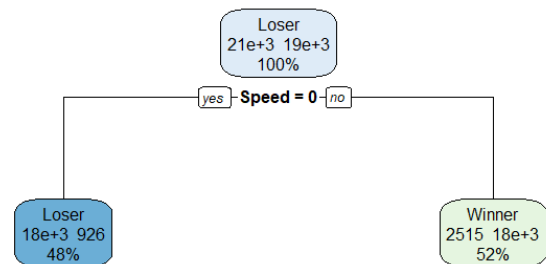 Loser
21e+3 19e+3
100%
yes Speed = 0 no
Loser
18e+3 926
48%
Winner
2515 18e+3
52%